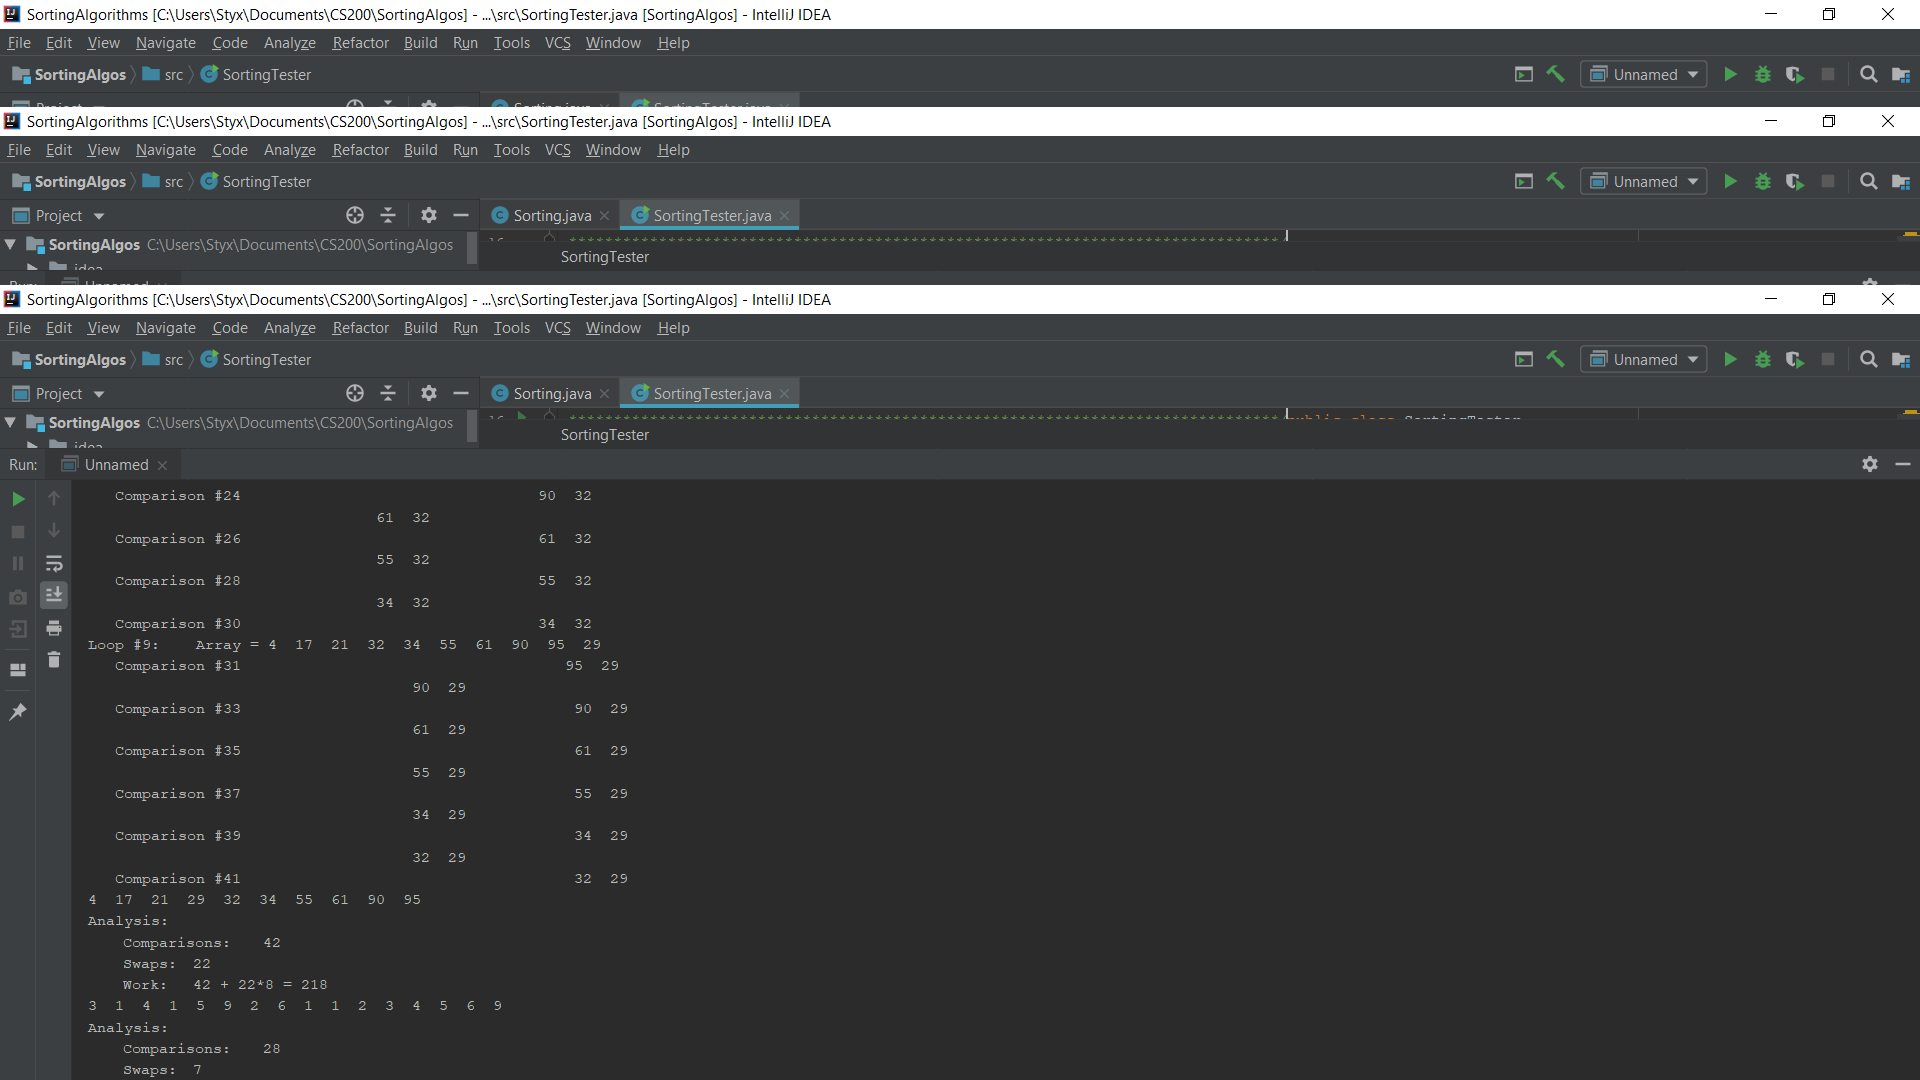 SortingAlgorithms [C:\Users\Styx\Documents\CS200\SortingAlgos] - ...\src\SortingTester.java [SortingAlgos] - IntelliJ IDEA
File Edit View Navigate Code Analyze Refactor Build Run Tools VCS Window Help
SortingAlgos src SortingTester Unnamed
Project Sorting.java SortingTester.java
SortingAlgorithms [C:\Users\Styx\Documents\CS200\SortingAlgos] - ...\src\SortingTester.java [SortingAlgos] - IntelliJ IDEA
File Edit View Navigate Code Analyze Refactor Build Run Tools VCS Window Help
SortingAlgos src SortingTester Unnamed
Project Sorting.java SortingTester.java
SortingAlgos C:\Users\Styx\Documents\CS200\SortingAlgos
SortingTester
SortingAlgorithms [C:\Users\Styx\Documents\CS200\SortingAlgos] - ...\src\SortingTester.java [SortingAlgos] - IntelliJ IDEA
File Edit View Navigate Code Analyze Refactor Build Run Tools VCS Window Help
SortingAlgos src SortingTester Unnamed
Project Sorting.java SortingTester.java
SortingAlgos C:\Users\Styx\Documents\CS200\SortingAlgos
public class SortingTester
SortingTester
Run: Unnamed
Comparison #24 90 32
61 32
Comparison #26 61 32
55 32
Comparison #28 55 32
34 32
Comparison #30 34 32
Loop #9: Array = 4 17 21 32 34 55 61 90 95 29
Comparison #31 95 29
90 29
Comparison #33 90 29
61 29
Comparison #35 61 29
55 29
Comparison #37 55 29
34 29
Comparison #39 34 29
32 29
Comparison #41 32 29
4 17 21 29 32 34 55 61 90 95
Analysis:
Comparisons: 42
Swaps: 22
Work: 42 + 22*8 = 218
3 1 4 1 5 9 2 6 1 1 2 3 4 5 6 9
Analysis:
Comparisons: 28
Swaps: 7